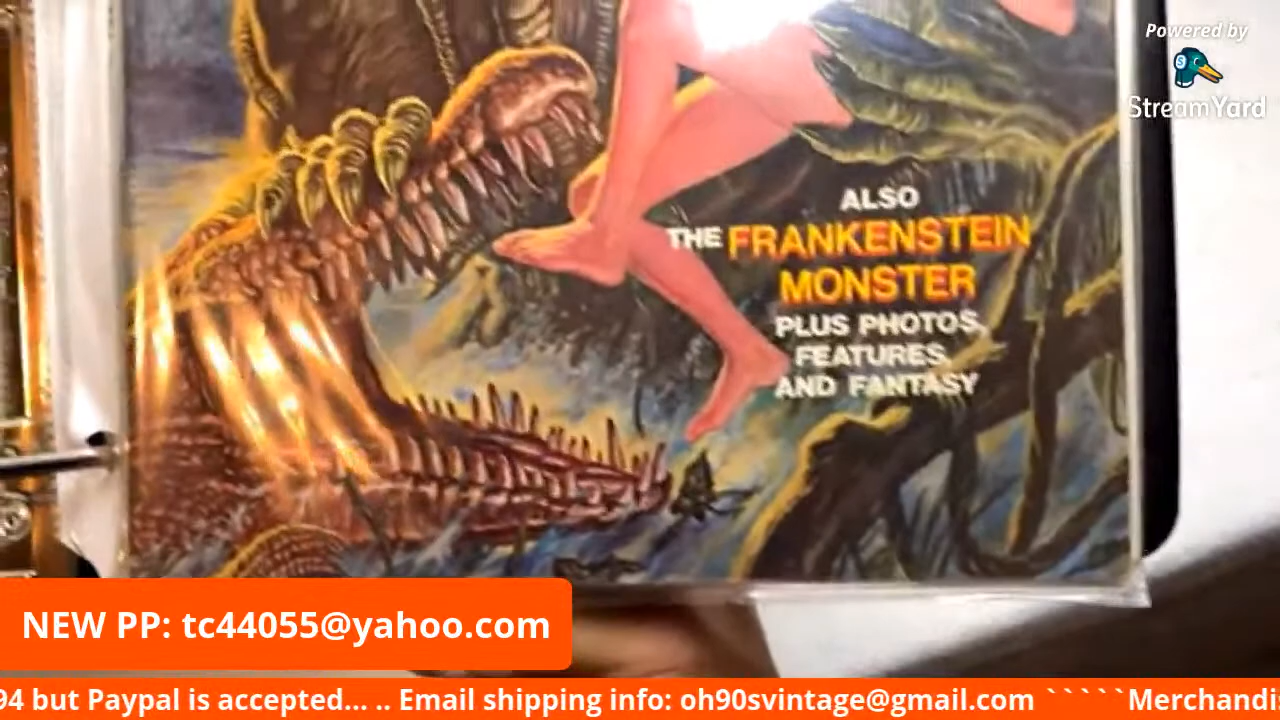 Powered by
StreamYard
ALSO
THE FRANKENSTEIN
MONSTER
PLUS PHOTOS,
FEATURES,
AND FANTASY
NEW PP: tc44055@yahoo.com
94 but Paypal is accepted... .. Email shipping info: oh90svintage@gmail.com ` ` ` ` ` Merchandi